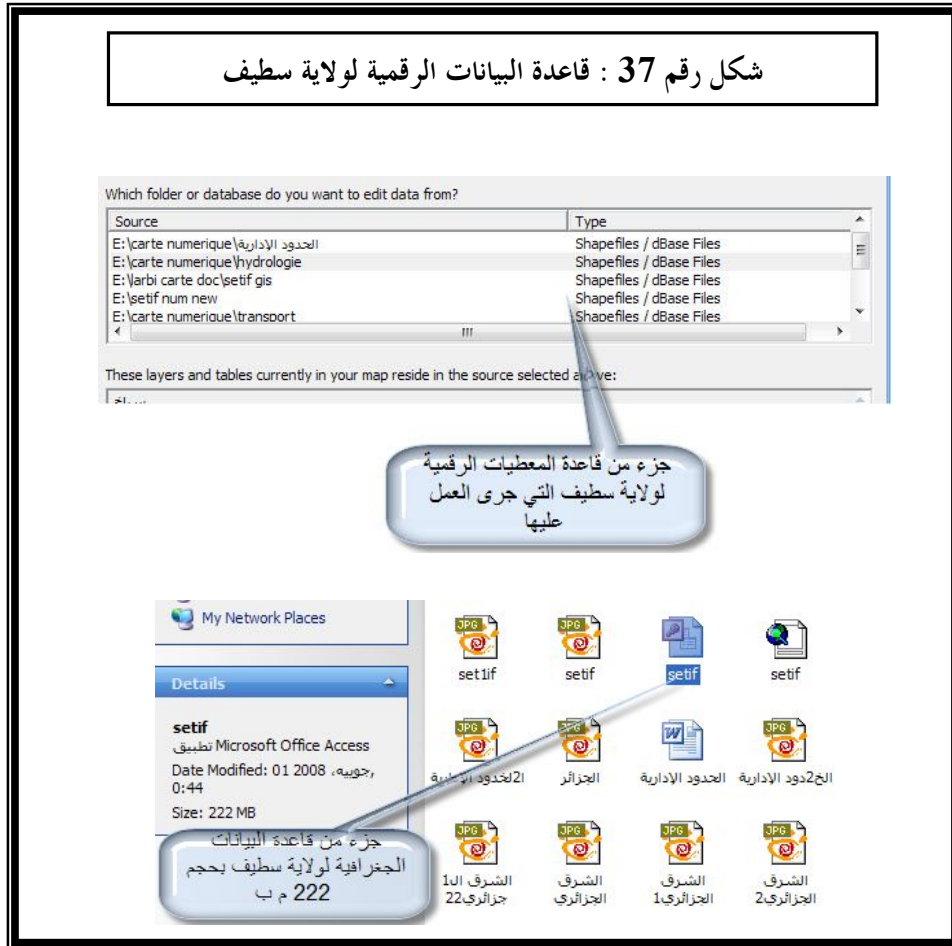 شكل رقم 37 : قاعدة البيانات الرقمية لولاية سطيف
Which folder or database do you want to edit data from?
Source Type
E:\carte numerique\الحدود الإدارية Shapefiles / dBase Files
E:\carte numerique\hydrologie Shapefiles / dBase Files
E:\larbi carte doc\setif gis Shapefiles / dBase Files
E:\setif num new Shapefiles / dBase Files
E:\carte numerique\transport Shapefiles / dBase Files
These layers and tables currently in your map reside in the source selected above:
جزء من قاعدة المعطيات الرقمية
لولاية سطيف التي جرى العمل
عليها
My Network Places
set1if setif setif setif
Details
setif
تطبيق Microsoft Office Access
Date Modified: 01 جوييه، 2008,
0:44
Size: 222 MB
الجزائر الحدود الإدارية الخ2دود الإدارية
جزء من قاعدة البيانات
الجغرافية لولاية سطيف بحجم
222 م ب
الشرق ال1
جزائري22
الشرق
الجزائري
الشرق
الجزائري1
الشرق
الجزائري2